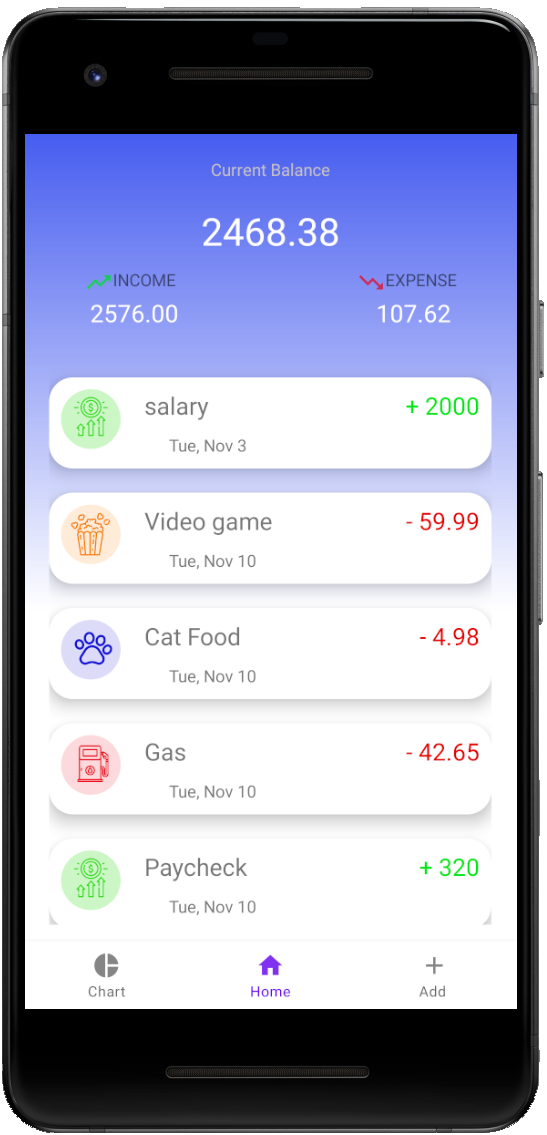 Current Balance
2468.38
INCOME EXPENSE
2576.00 107.62
salary + 2000
Tue, Nov 3
Video game - 59.99
Tue, Nov 10
Cat Food - 4.98
Tue, Nov 10
Gas - 42.65
Tue, Nov 10
Paycheck + 320
Tue, Nov 10
Chart Home Add